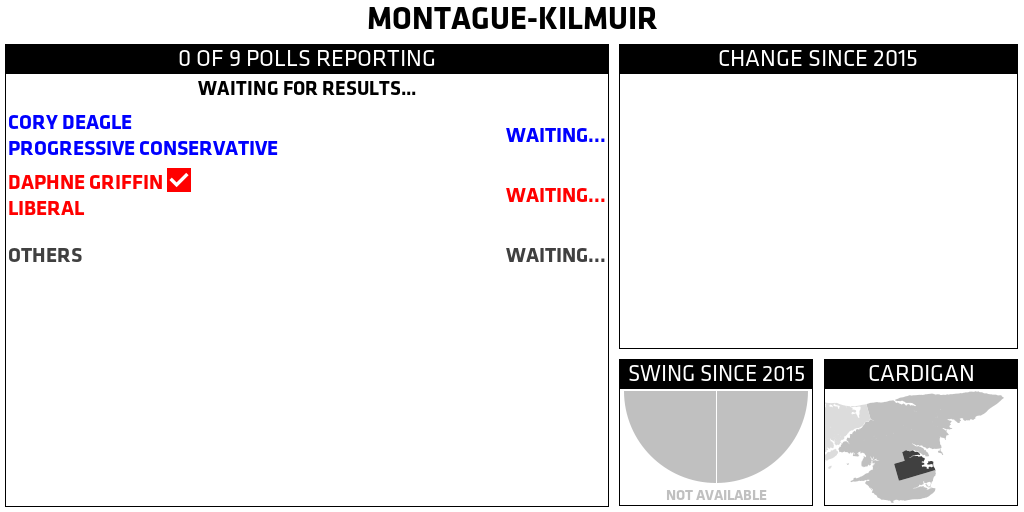 MONTAGUE-KILMUIR
0 OF 9 POLLS REPORTING
WAITING FOR RESULTS...
CORY DEAGLE
PROGRESSIVE CONSERVATIVE
WAITING...
DAPHNE GRIFFIN
LIBERAL
WAITING...
OTHERS
WAITING...
CHANGE SINCE 2015
SWING SINCE 2015
NOT AVAILABLE
CARDIGAN